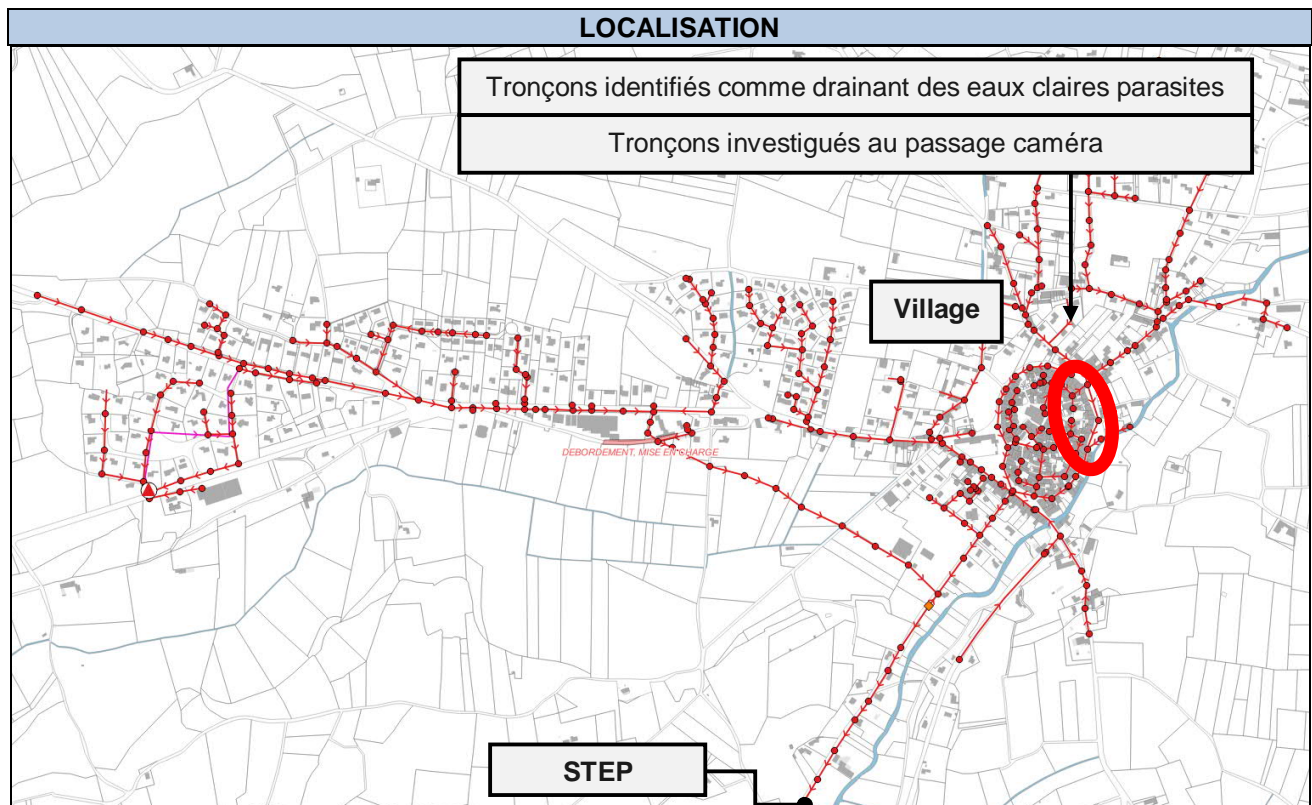 LOCALISATION
Tronçons identifiés comme drainant des eaux claires parasites
Tronçons investigués au passage caméra
Village
DEBORDEMENT, MISE EN CHARGE
STEP